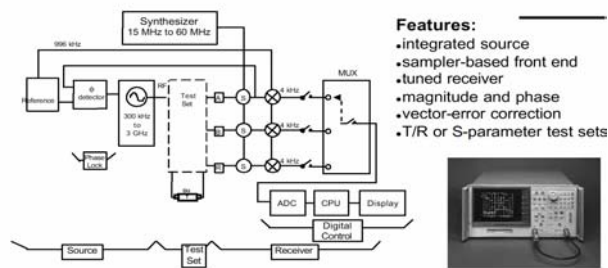 Synthesizer
15 MHz to 60 MHz
996 kHz
Features:
•integrated source
•sampler-based front end
•tuned receiver
•magnitude and phase
•vector-error correction
•T/R or S-parameter test sets
Reference
θ
detector
RF
300 kHz
to
3 GHz
Test
Set
A
S
4 kHz
MUX
B
S
4 kHz
R
S
4 kHz
Phase
Lock
ADC
CPU
Display
Digital
Control
Source
Test
Set
Receiver